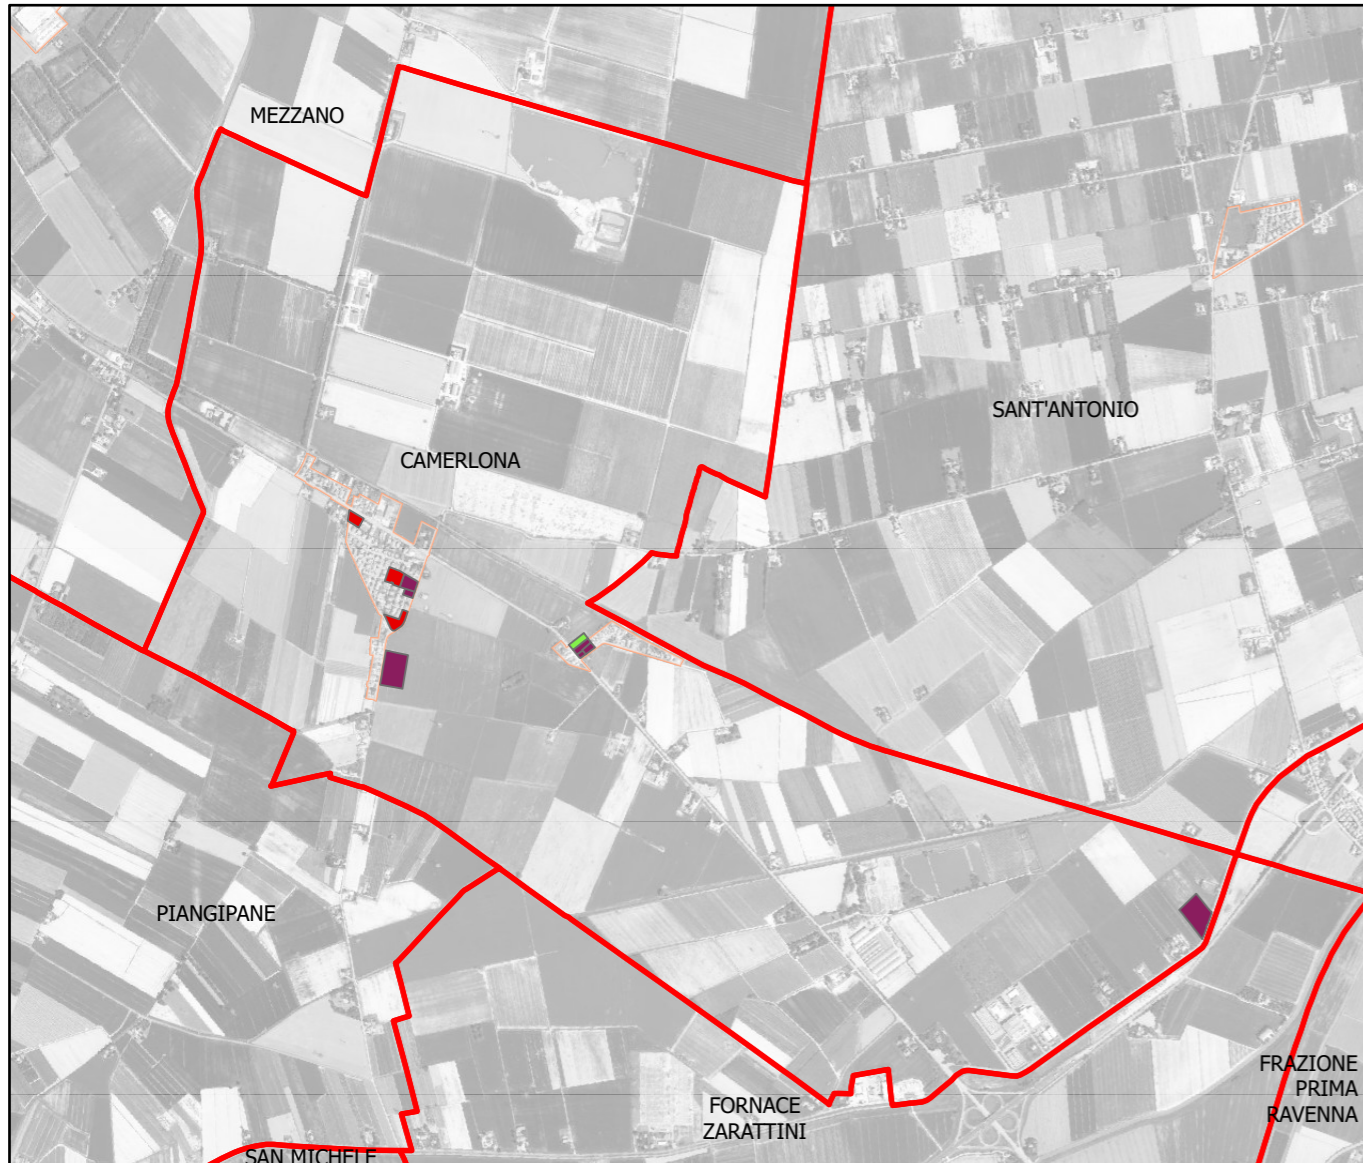 MEZZANO
SANT'ANTONIO
CAMERLONA
PIANGIPANE
FORNACE
ZARATTINI
FRAZIONE
PRIMA
RAVENNA
SAN MICHELE